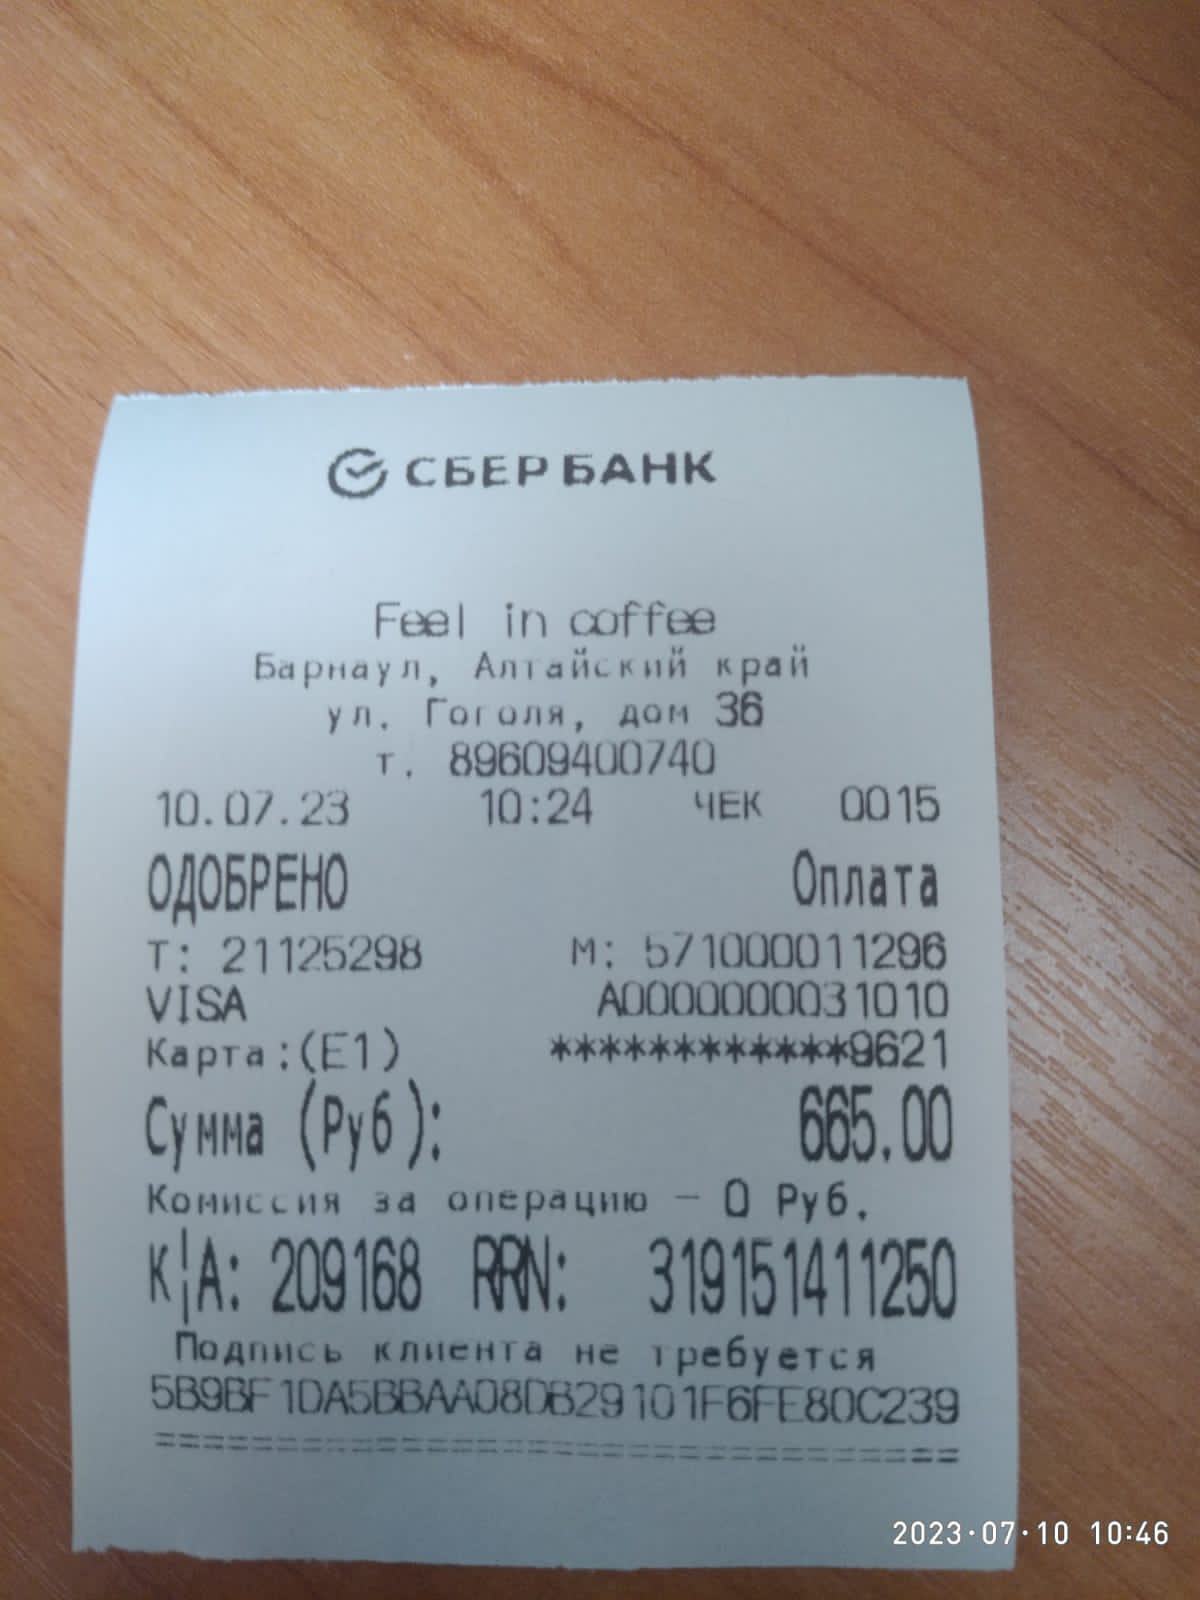 СБЕРБАНК
Feel in coffee
Барнаул, Алтайский край
ул. Гоголя, дом 36
т. 89609400740
10.07.23 10:24 ЧЕК 0015
ОДОБРЕНО Оплата
Т: 21125298 М: 571000011296
VISA A0000000031010
Карта:(E1) ************9621
Сумма (Руб): 665.00
Комиссия за операцию – 0 Руб.
К|А: 209168 RRN: 319151411250
Подпись клиента не требуется
5B9BF1DA5BBAA08DB29101F6FE80C239
================================
2023·07·10 10:46